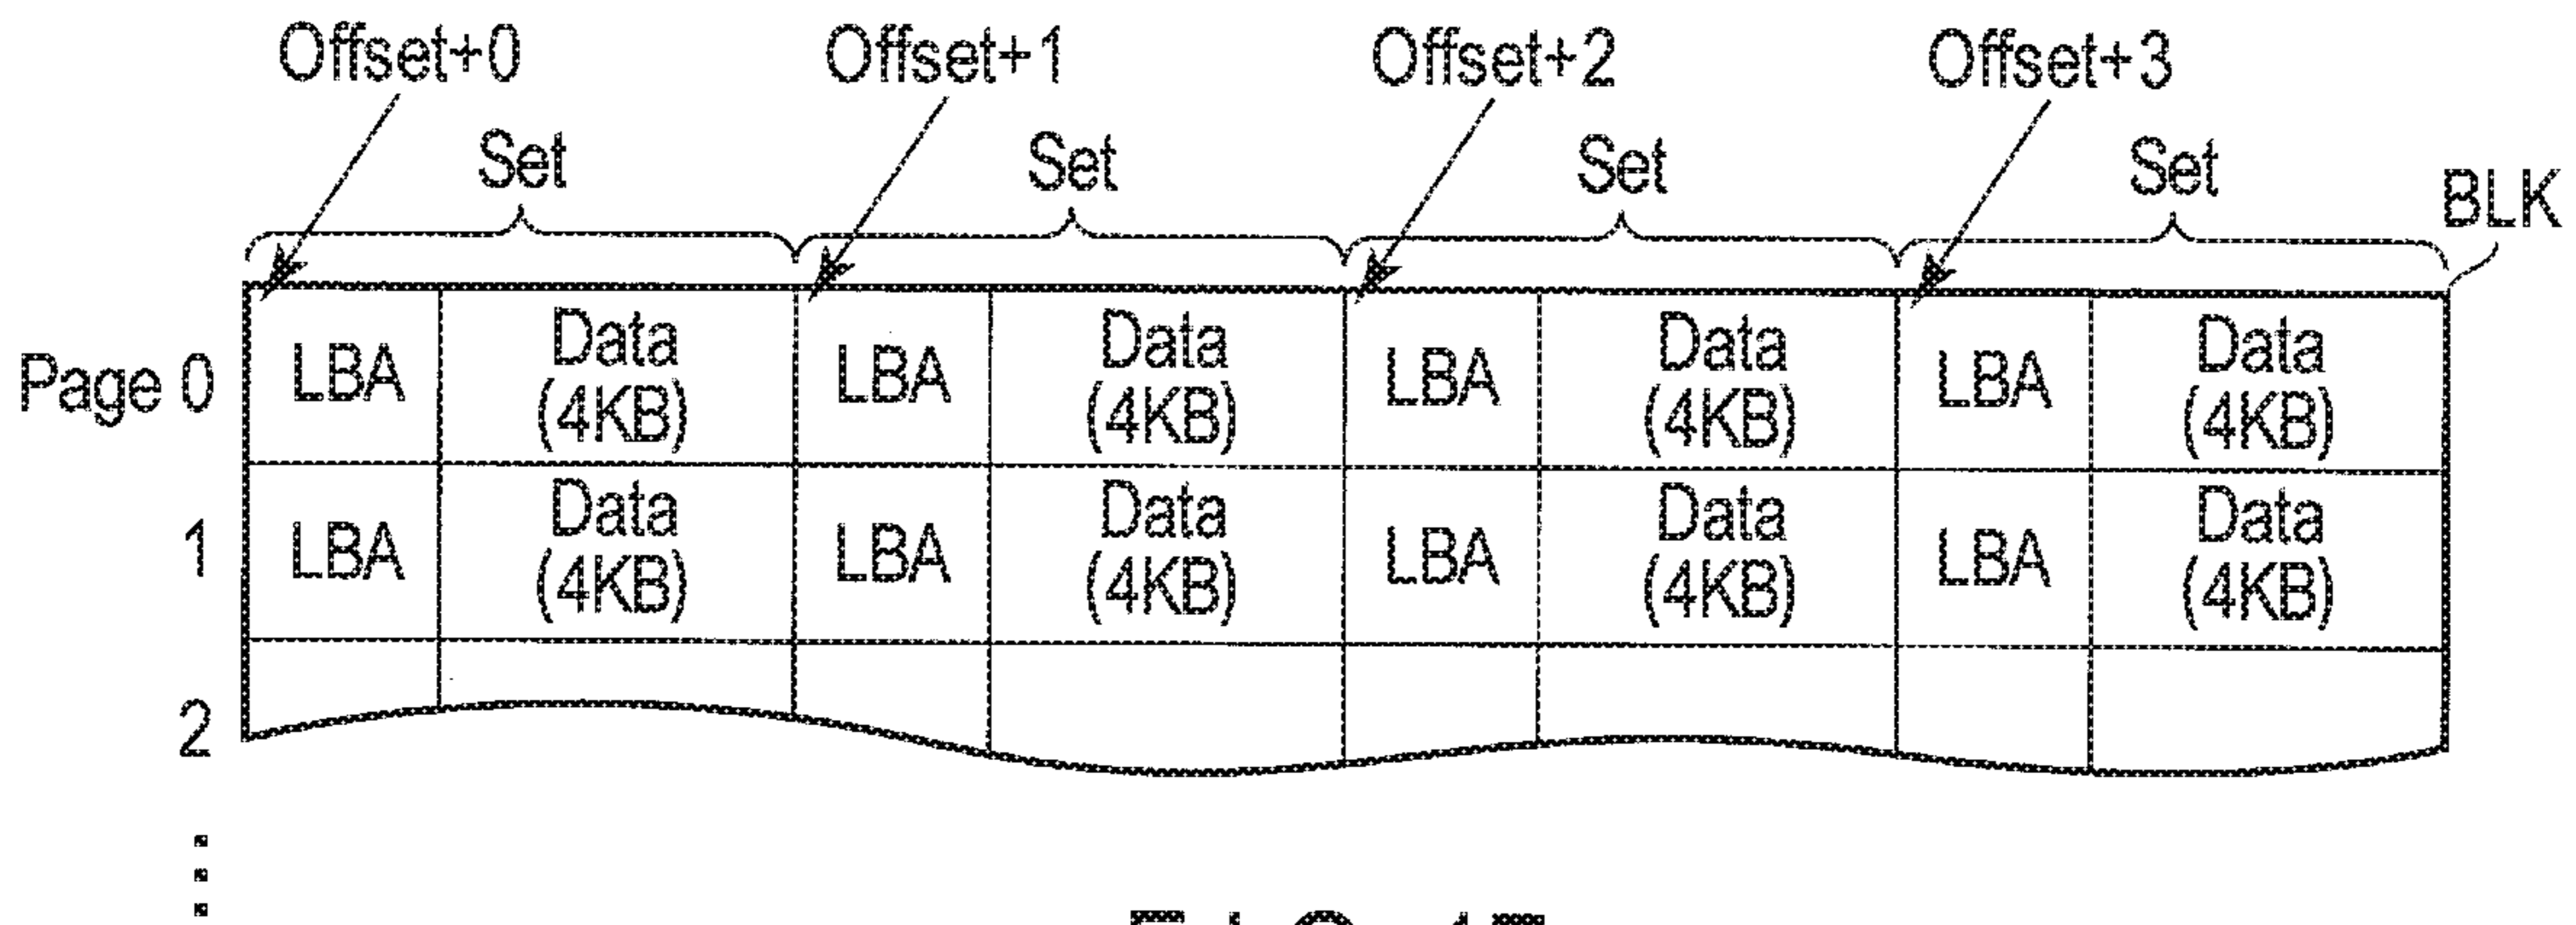 Offset+0 Offset+1 Offset+2 Offset+3
Set Set Set Set BLK
Page 0 LBA Data (4KB) LBA Data (4KB) LBA Data (4KB) LBA Data (4KB)
1 LBA Data (4KB) LBA Data (4KB) LBA Data (4KB) LBA Data (4KB)
2